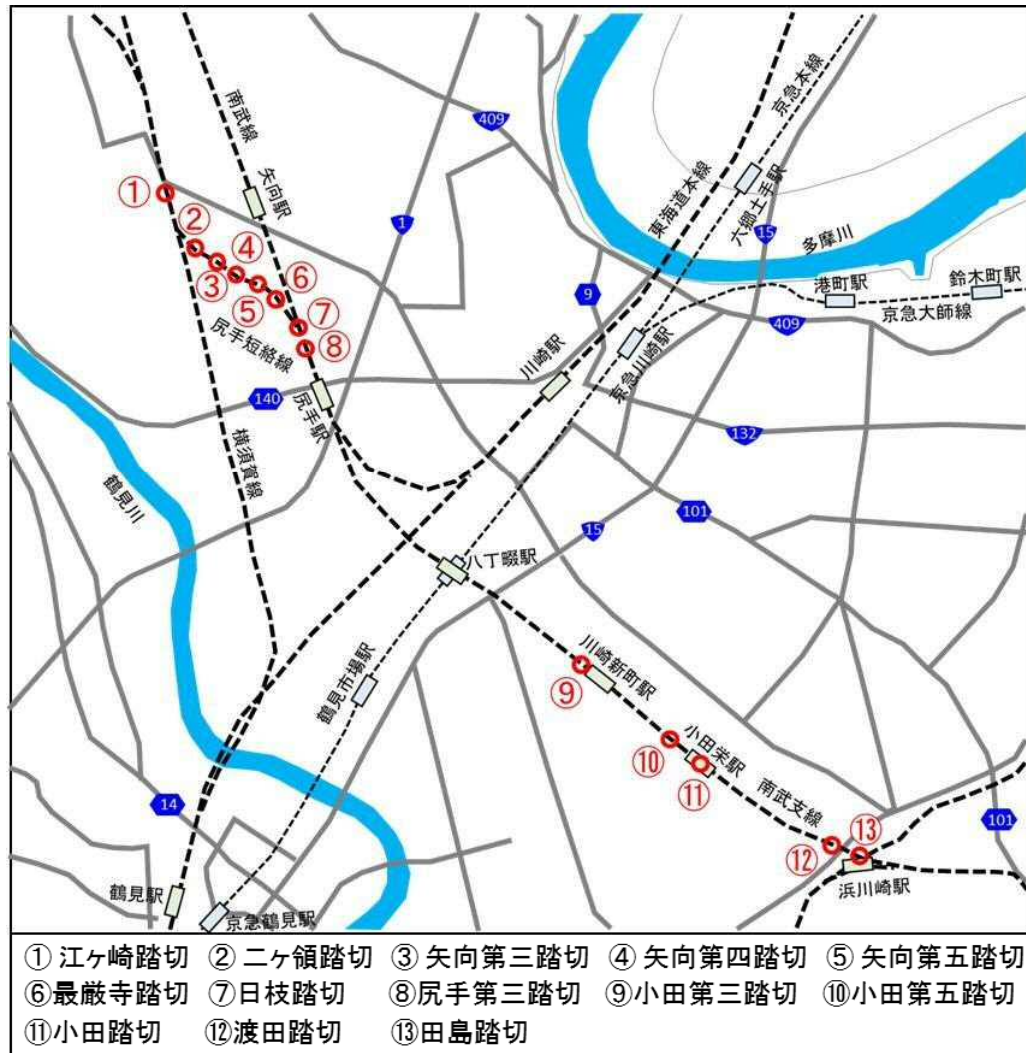 南武線
京急本線
409
①
矢向駅
東海道本線
六郷土手駅
②
1
15
多摩川
④
鈴木町駅
港町駅
③
⑥
9
京急大師線
⑤
⑦
409
尻手短絡線
⑧
京急川崎駅
川崎駅
140
尻手駅
132
横須賀線
鶴見川
101
15
八丁畷駅
鶴見市場駅
川崎新町駅
⑨
⑩
小田栄駅
⑪
南武支線
14
101
⑬
⑫
浜川崎駅
鶴見駅
京急鶴見駅
① 江ヶ崎踏切 ② 二ヶ領踏切 ③ 矢向第三踏切 ④ 矢向第四踏切 ⑤ 矢向第五踏切
⑥最厳寺踏切 ⑦日枝踏切 ⑧尻手第三踏切 ⑨小田第三踏切 ⑩小田第五踏切
⑪小田踏切 ⑫渡田踏切 ⑬田島踏切